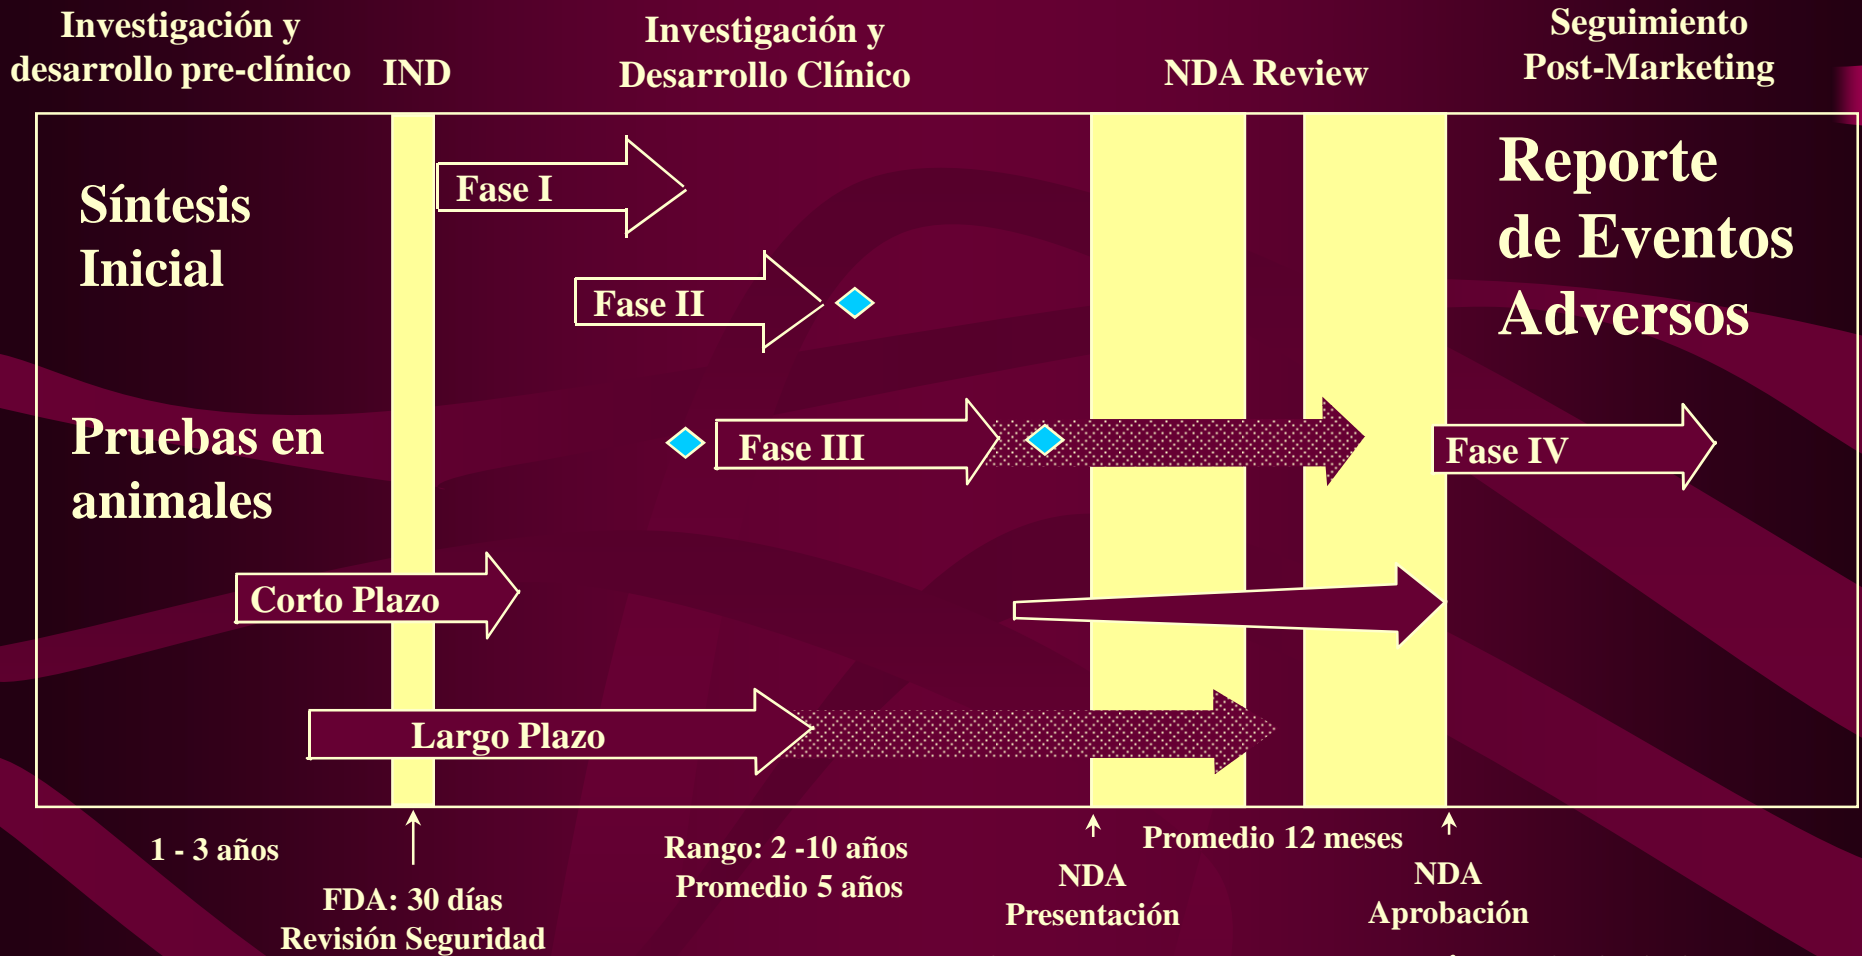 Investigación y
desarrollo pre-clínico
IND
Investigación y
Desarrollo Clínico
NDA Review
Seguimiento
Post-Marketing
Síntesis
Inicial
Fase I
Reporte
de Eventos
Adversos
Fase II
Pruebas en
animales
Fase III
Fase IV
Corto Plazo
Largo Plazo
1 - 3 años
FDA: 30 días
Revisión Seguridad
Rango: 2 -10 años
Promedio 5 años
NDA
Presentación
Promedio 12 meses
NDA
Aprobación